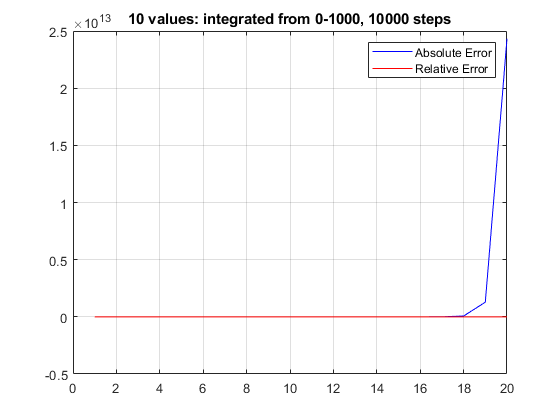 10 values: integrated from 0-1000, 10000 steps
×10^13
Absolute Error
Relative Error
2.5
2
1.5
1
0.5
0
-0.5
0 2 4 6 8 10 12 14 16 18 20